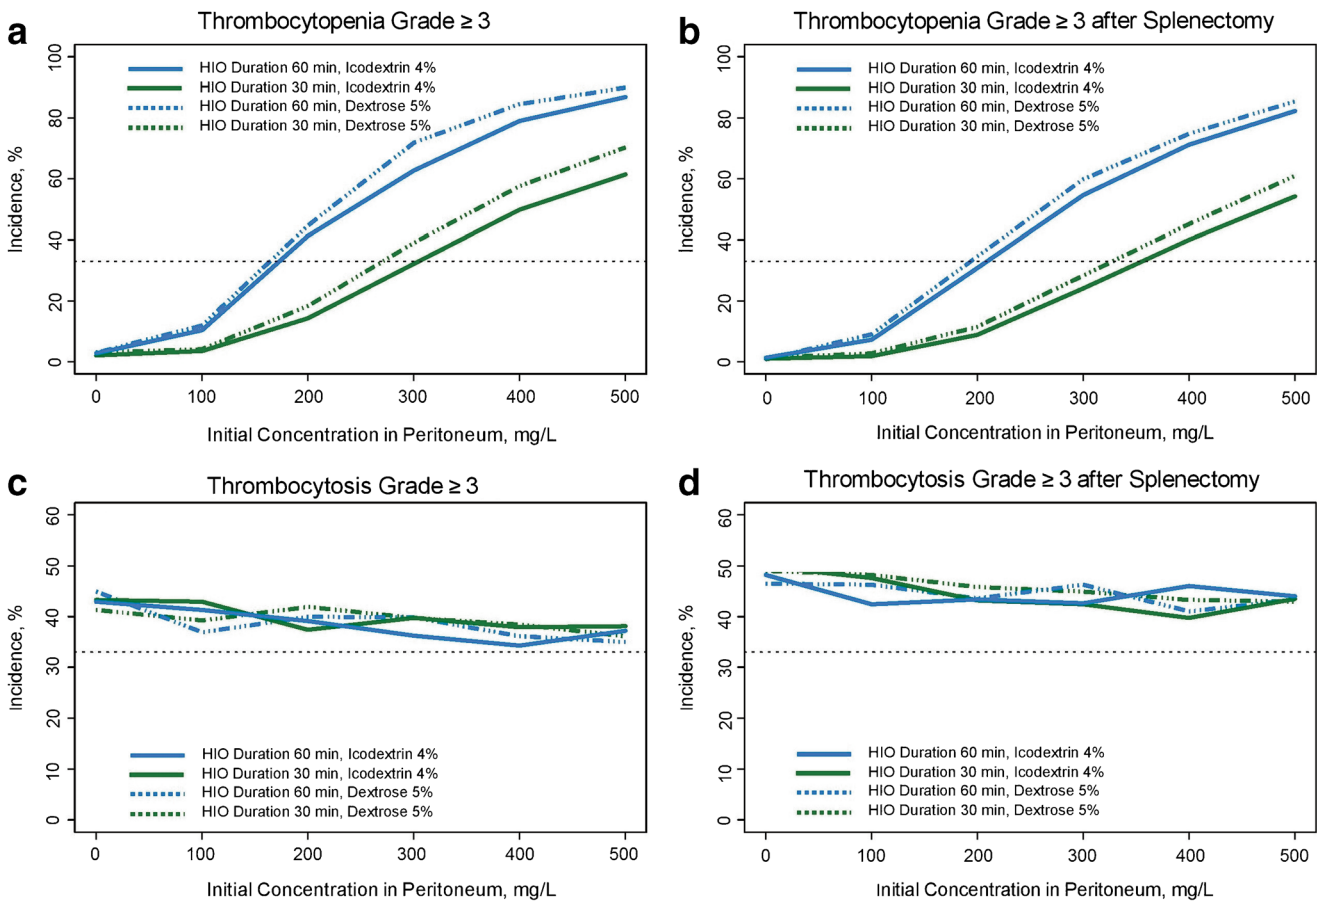 a
Thrombocytopenia Grade ≥ 3
HIO Duration 60 min, Icodextrin 4%
HIO Duration 30 min, Icodextrin 4%
HIO Duration 60 min, Dextrose 5%
HIO Duration 30 min, Dextrose 5%
Incidence, %
100
80
60
40
20
0
0 100 200 300 400 500
Initial Concentration in Peritoneum, mg/L
b
Thrombocytopenia Grade ≥ 3 after Splenectomy
HIO Duration 60 min, Icodextrin 4%
HIO Duration 30 min, Icodextrin 4%
HIO Duration 60 min, Dextrose 5%
HIO Duration 30 min, Dextrose 5%
Incidence, %
100
80
60
40
20
0
0 100 200 300 400 500
Initial Concentration in Peritoneum, mg/L
c
Thrombocytosis Grade ≥ 3
Incidence, %
60
50
40
30
20
10
0
HIO Duration 60 min, Icodextrin 4%
HIO Duration 30 min, Icodextrin 4%
HIO Duration 60 min, Dextrose 5%
HIO Duration 30 min, Dextrose 5%
0 100 200 300 400 500
Initial Concentration in Peritoneum, mg/L
d
Thrombocytosis Grade ≥ 3 after Splenectomy
Incidence, %
60
50
40
30
20
10
0
HIO Duration 60 min, Icodextrin 4%
HIO Duration 30 min, Icodextrin 4%
HIO Duration 60 min, Dextrose 5%
HIO Duration 30 min, Dextrose 5%
0 100 200 300 400 500
Initial Concentration in Peritoneum, mg/L